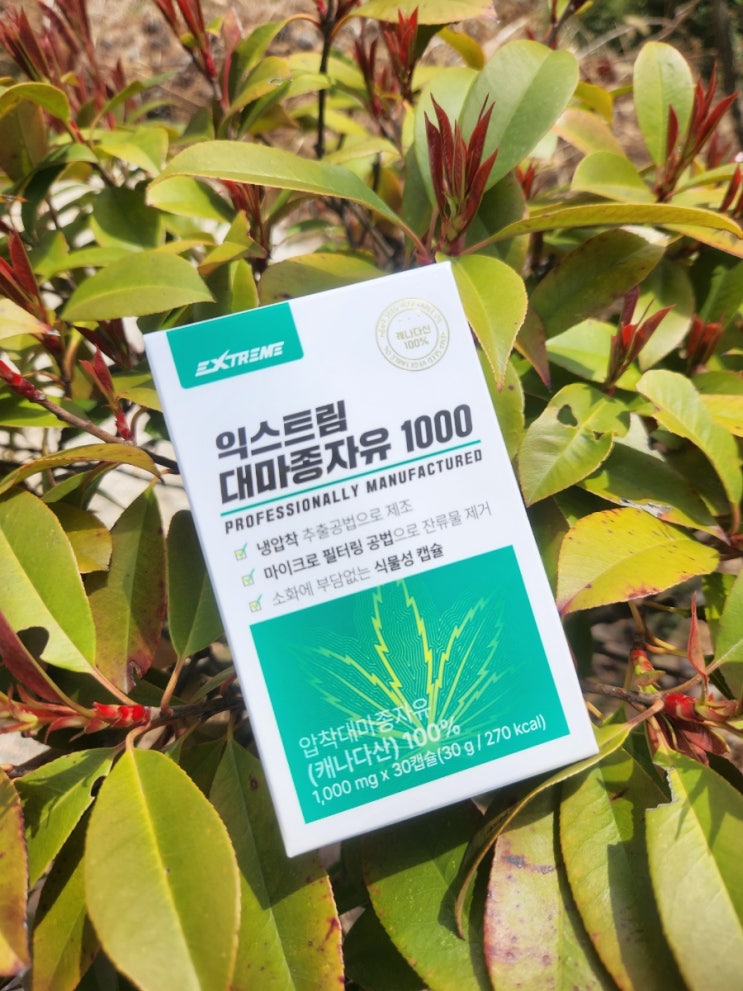 EXTREME
캐나다산
100%
익스트림
대마종자유 1000
PROFESSIONALLY MANUFACTURED
냉압착 추출공법으로 제조
마이크로 필터링 공법으로 잔류물 제거
소화에 부담없는 식물성 캡슐
압착대마종자유
(캐나다산) 100%
1,000 mg x 30캡슐(30 g / 270 kcal)